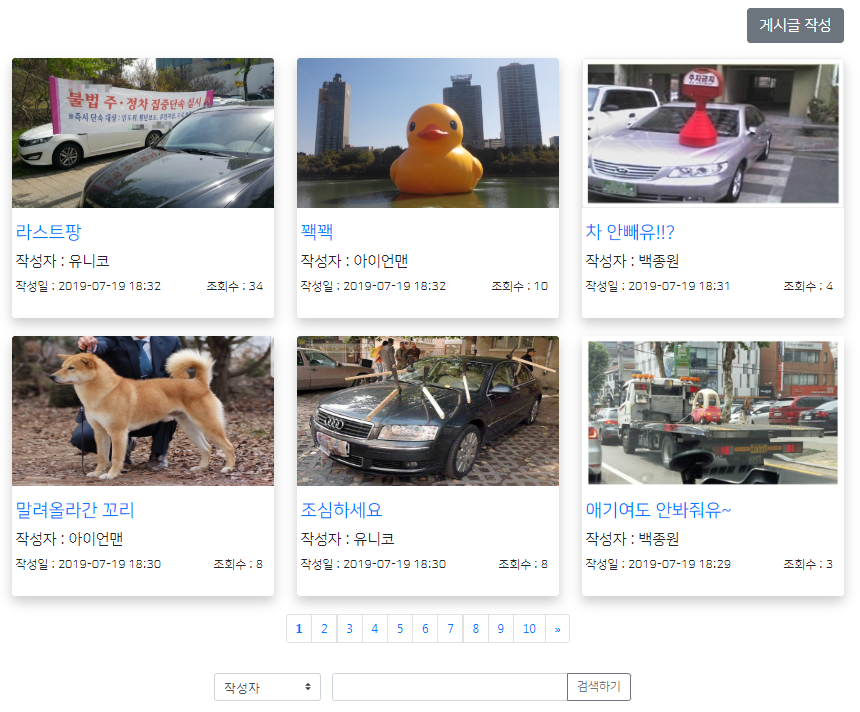 게시글 작성
불법 주·정차 집중단속 실시
※즉시 단속 대상 :
주차금지
라스트팡
작성자 : 유니코
작성일 : 2019-07-19 18:32 조회수 : 34
꽥꽥
작성자 : 아이언맨
작성일 : 2019-07-19 18:32 조회수 : 10
차 안빼유!!?
작성자 : 백종원
작성일 : 2019-07-19 18:31 조회수 : 4
말려올라간 꼬리
작성자 : 아이언맨
작성일 : 2019-07-19 18:30 조회수 : 8
조심하세요
작성자 : 유니코
작성일 : 2019-07-19 18:30 조회수 : 8
애기여도 안봐줘유~
작성자 : 백종원
작성일 : 2019-07-19 18:29 조회수 : 3
1 2 3 4 5 6 7 8 9 10 »
작성자 검색하기